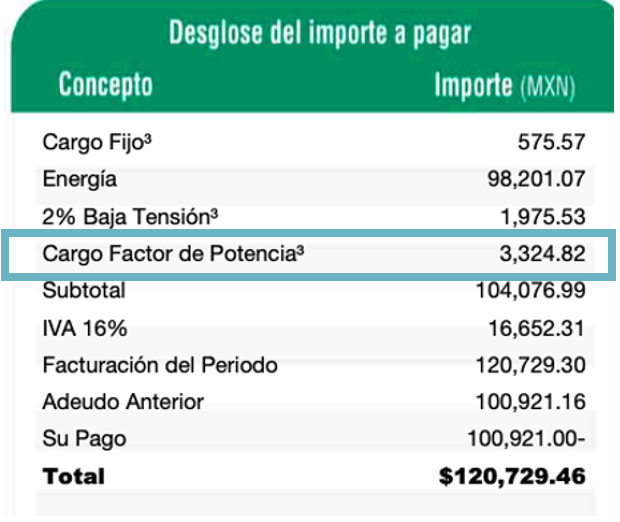 Desglose del importe a pagar
Concepto Importe (MXN)
Cargo Fijo³ 575.57
Energía 98,201.07
2% Baja Tensión³ 1,975.53
Cargo Factor de Potencia³ 3,324.82
Subtotal 104,076.99
IVA 16% 16,652.31
Facturación del Periodo 120,729.30
Adeudo Anterior 100,921.16
Su Pago 100,921.00-
Total $120,729.46